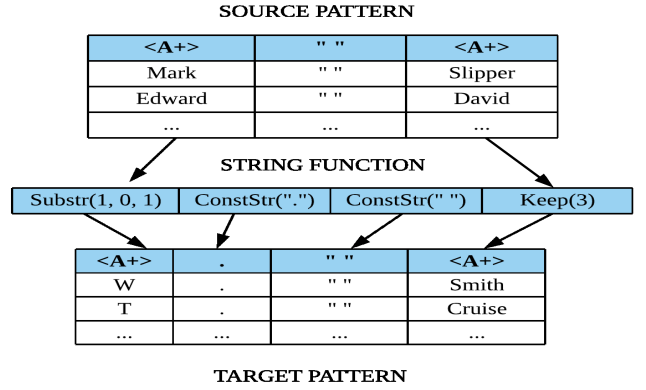 SOURCE PATTERN
<A+> " " <A+>
Mark " " Slipper
Edward " " David
... ... ...
STRING FUNCTION
Substr(1, 0, 1) ConstStr(".") ConstStr(" ") Keep(3)
<A+> . " " <A+>
W . " " Smith
T . " " Cruise
... ... ... ...
TARGET PATTERN